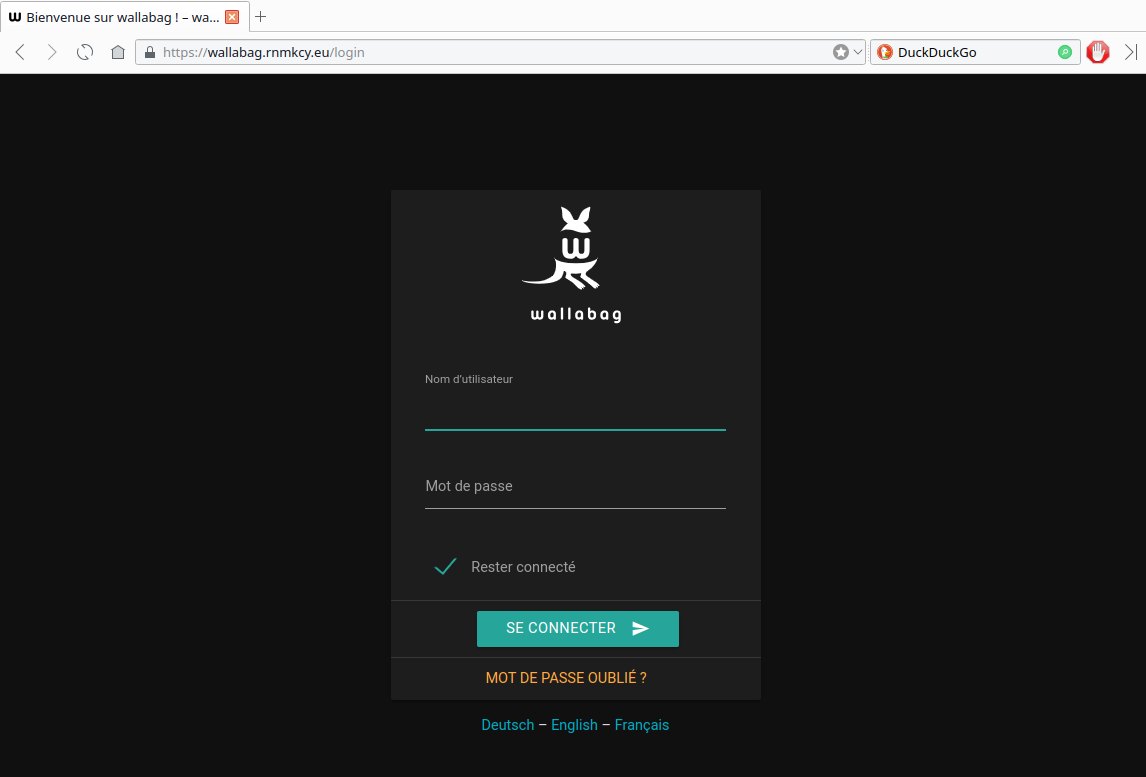 Bienvenue sur wallabag ! – wa...
https://wallabag.rnmkcy.eu/login
DuckDuckGo
w
wallabag
Nom d'utilisateur
Mot de passe
Rester connecté
SE CONNECTER
MOT DE PASSE OUBLIÉ ?
Deutsch – English – Français